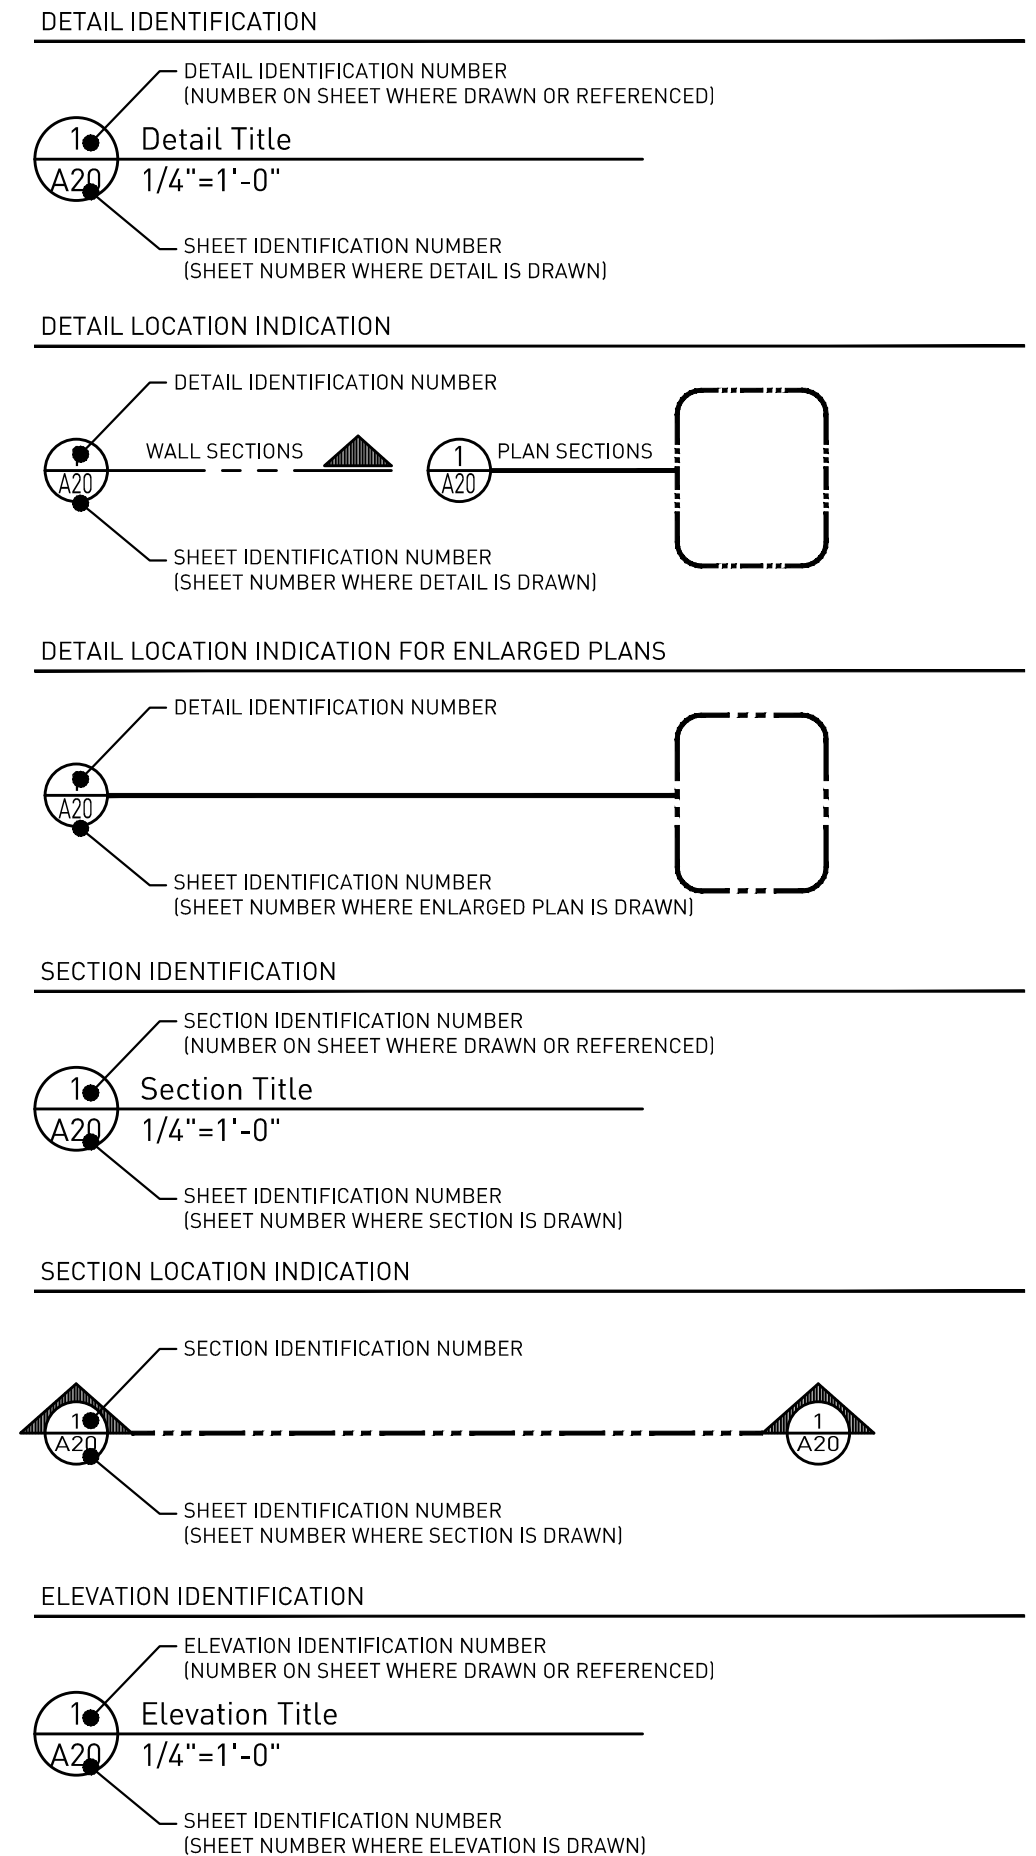 DETAIL IDENTIFICATION
DETAIL IDENTIFICATION NUMBER
(NUMBER ON SHEET WHERE DRAWN OR REFERENCED)
1 Detail Title
A20 1/4"=1'-0"
SHEET IDENTIFICATION NUMBER
(SHEET NUMBER WHERE DETAIL IS DRAWN)
DETAIL LOCATION INDICATION
DETAIL IDENTIFICATION NUMBER
1 WALL SECTIONS 1 PLAN SECTIONS
A20 A20
SHEET IDENTIFICATION NUMBER
(SHEET NUMBER WHERE DETAIL IS DRAWN)
DETAIL LOCATION INDICATION FOR ENLARGED PLANS
DETAIL IDENTIFICATION NUMBER
1
A20
SHEET IDENTIFICATION NUMBER
(SHEET NUMBER WHERE ENLARGED PLAN IS DRAWN)
SECTION IDENTIFICATION
SECTION IDENTIFICATION NUMBER
(NUMBER ON SHEET WHERE DRAWN OR REFERENCED)
1 Section Title
A20 1/4"=1'-0"
SHEET IDENTIFICATION NUMBER
(SHEET NUMBER WHERE SECTION IS DRAWN)
SECTION LOCATION INDICATION
SECTION IDENTIFICATION NUMBER
1 1
A20 A20
SHEET IDENTIFICATION NUMBER
(SHEET NUMBER WHERE SECTION IS DRAWN)
ELEVATION IDENTIFICATION
ELEVATION IDENTIFICATION NUMBER
(NUMBER ON SHEET WHERE DRAWN OR REFERENCED)
1 Elevation Title
A20 1/4"=1'-0"
SHEET IDENTIFICATION NUMBER
(SHEET NUMBER WHERE ELEVATION IS DRAWN)